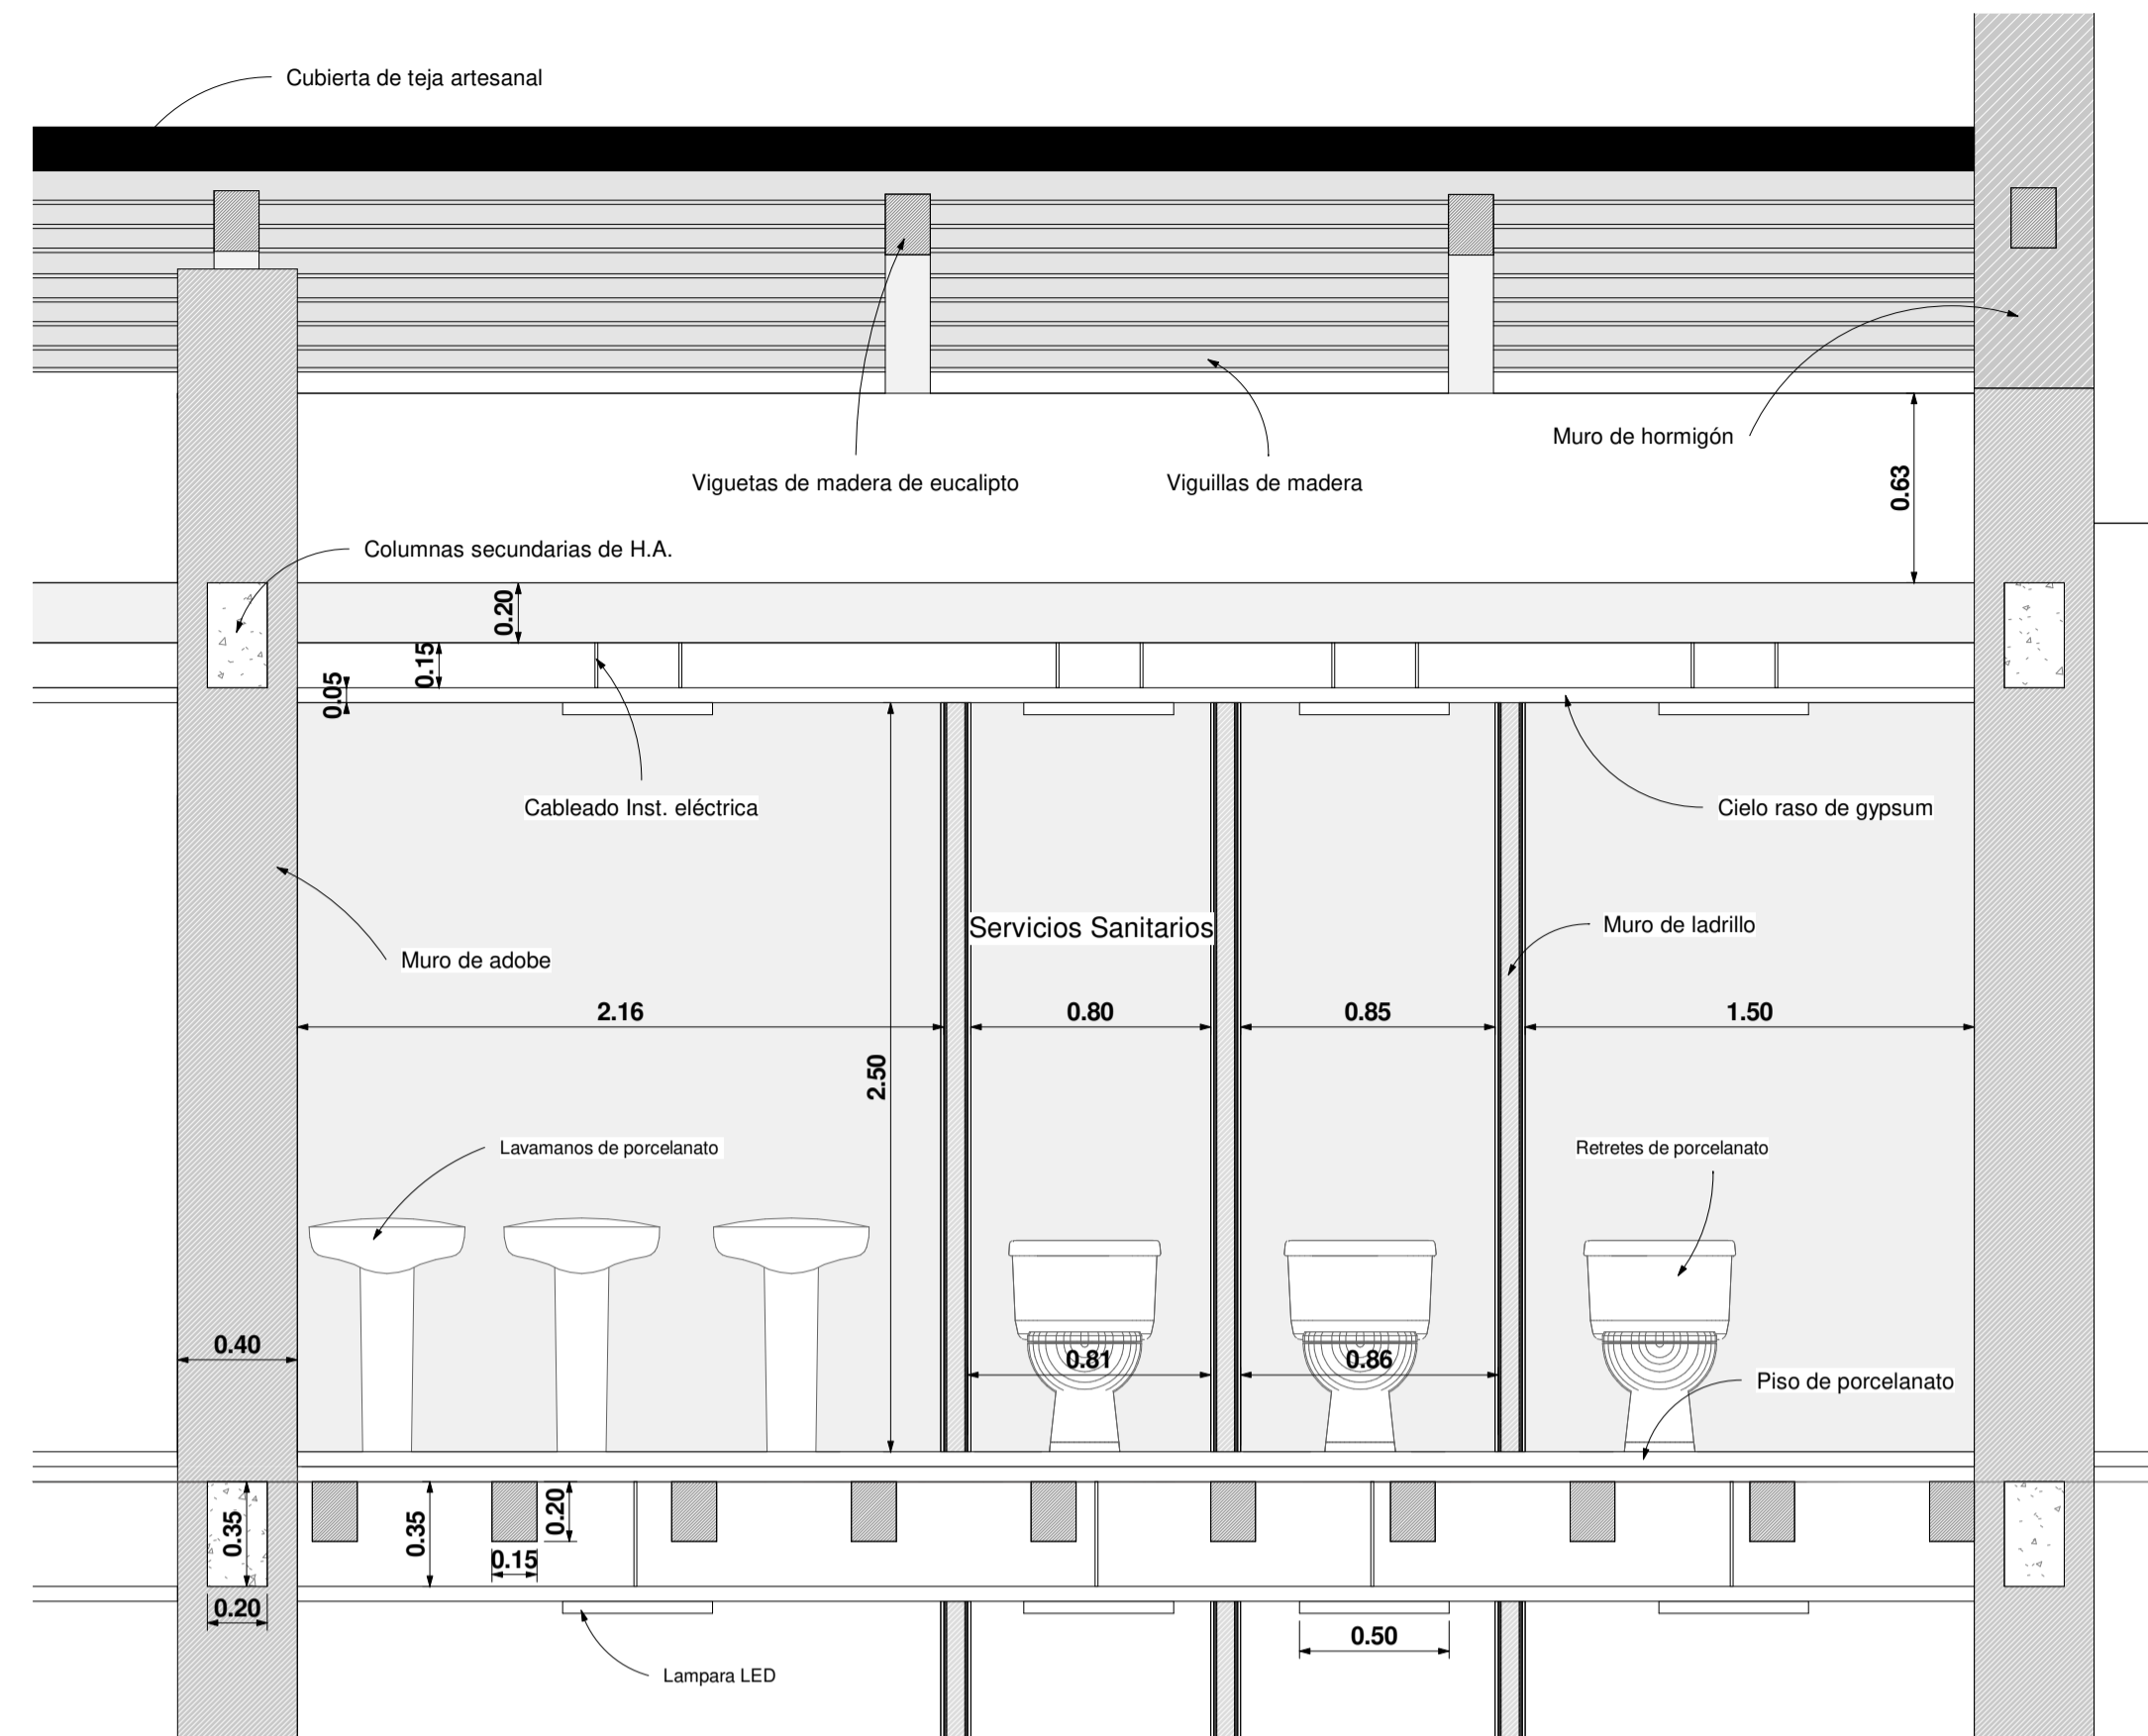 Cubierta de teja artesanal
Muro de hormigón
Viguetas de madera de eucalipto
Viguillas de madera
0.63
Columnas secundarias de H.A.
0.20
0.15
0.05
Cableado Inst. eléctrica
Cielo raso de gypsum
Servicios Sanitarios
Muro de ladrillo
Muro de adobe
2.16
0.80
0.85
1.50
2.50
Lavamanos de porcelanato
Retretes de porcelanato
0.40
0.81
0.86
Piso de porcelanato
0.35
0.35
0.20
0.15
0.20
0.50
Lampara LED